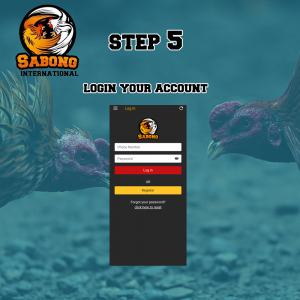 SABONG
INTERNATIONAL
STEP 5
LOGIN YOUR ACCOUNT
Log in
SABONG
Phone Number
Password
Log in
OR
Register
Forgot your password?
click here to reset